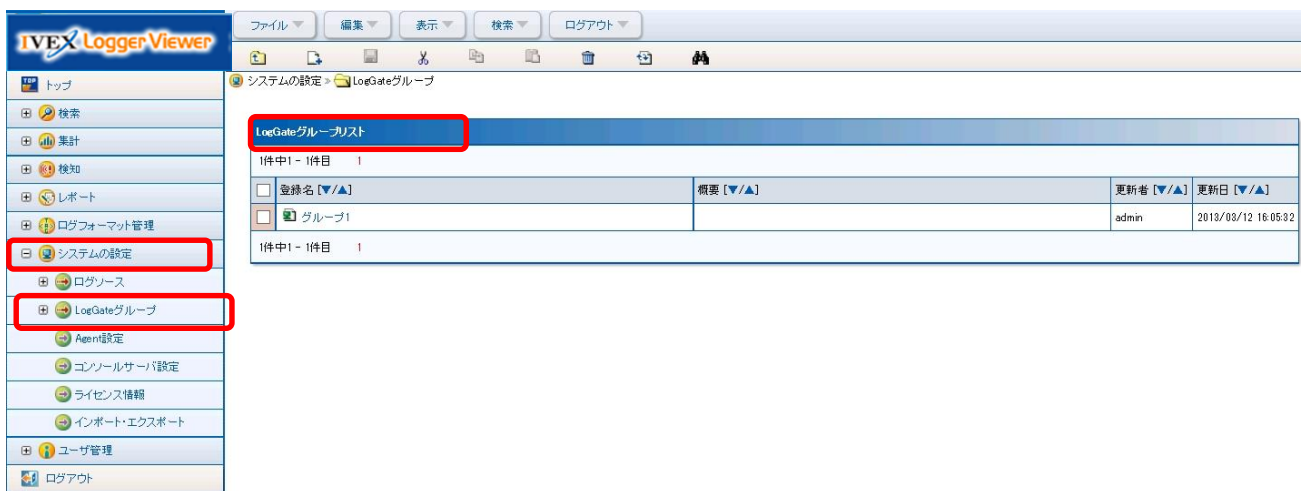 IVEX Logger Viewer
ファイル 編集 表示 検索 ログアウト
システムの設定 » LogGateグループ
トップ
検索
集計
検知
レポート
ログフォーマット管理
システムの設定
ログソース
LogGateグループ
Agent設定
コンソールサーバ設定
ライセンス情報
インポート・エクスポート
ユーザ管理
ログアウト
LogGateグループリスト
1件中1 - 1件目 1
登録名 [▼/▲] 概要 [▼/▲] 更新者 [▼/▲] 更新日 [▼/▲]
グループ1 admin 2013/03/12 16:05:32
1件中1 - 1件目 1